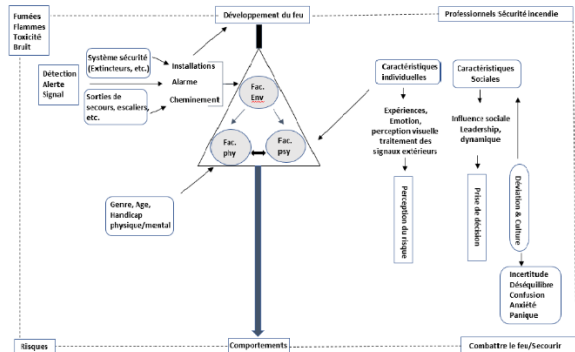 Fumées
Flammes
Toxicité
Bruit
Développement du feu
Professionnels Sécurité incendie
Système sécurité
(Extincteurs, etc.)
Détection
Alerte
Signal
Sorties de
secours, escaliers,
etc.
Installations
Alarme
Cheminement
Fac.
Env
Fac.
phy
Fac.
psy
Genre, Age,
Handicap
physique/mental
Caractéristiques
individuelles
Expériences,
Emotion,
perception visuelle
traitement des
signaux extérieurs
Perception du risque
Caractéristiques
Sociales
Influence sociale
Leadership,
dynamique
Prise de décision
Déviation & Culture
Incertitude
Déséquilibre
Confusion
Anxiété
Panique
Risques
Comportements
Combattre le feu/Secourir